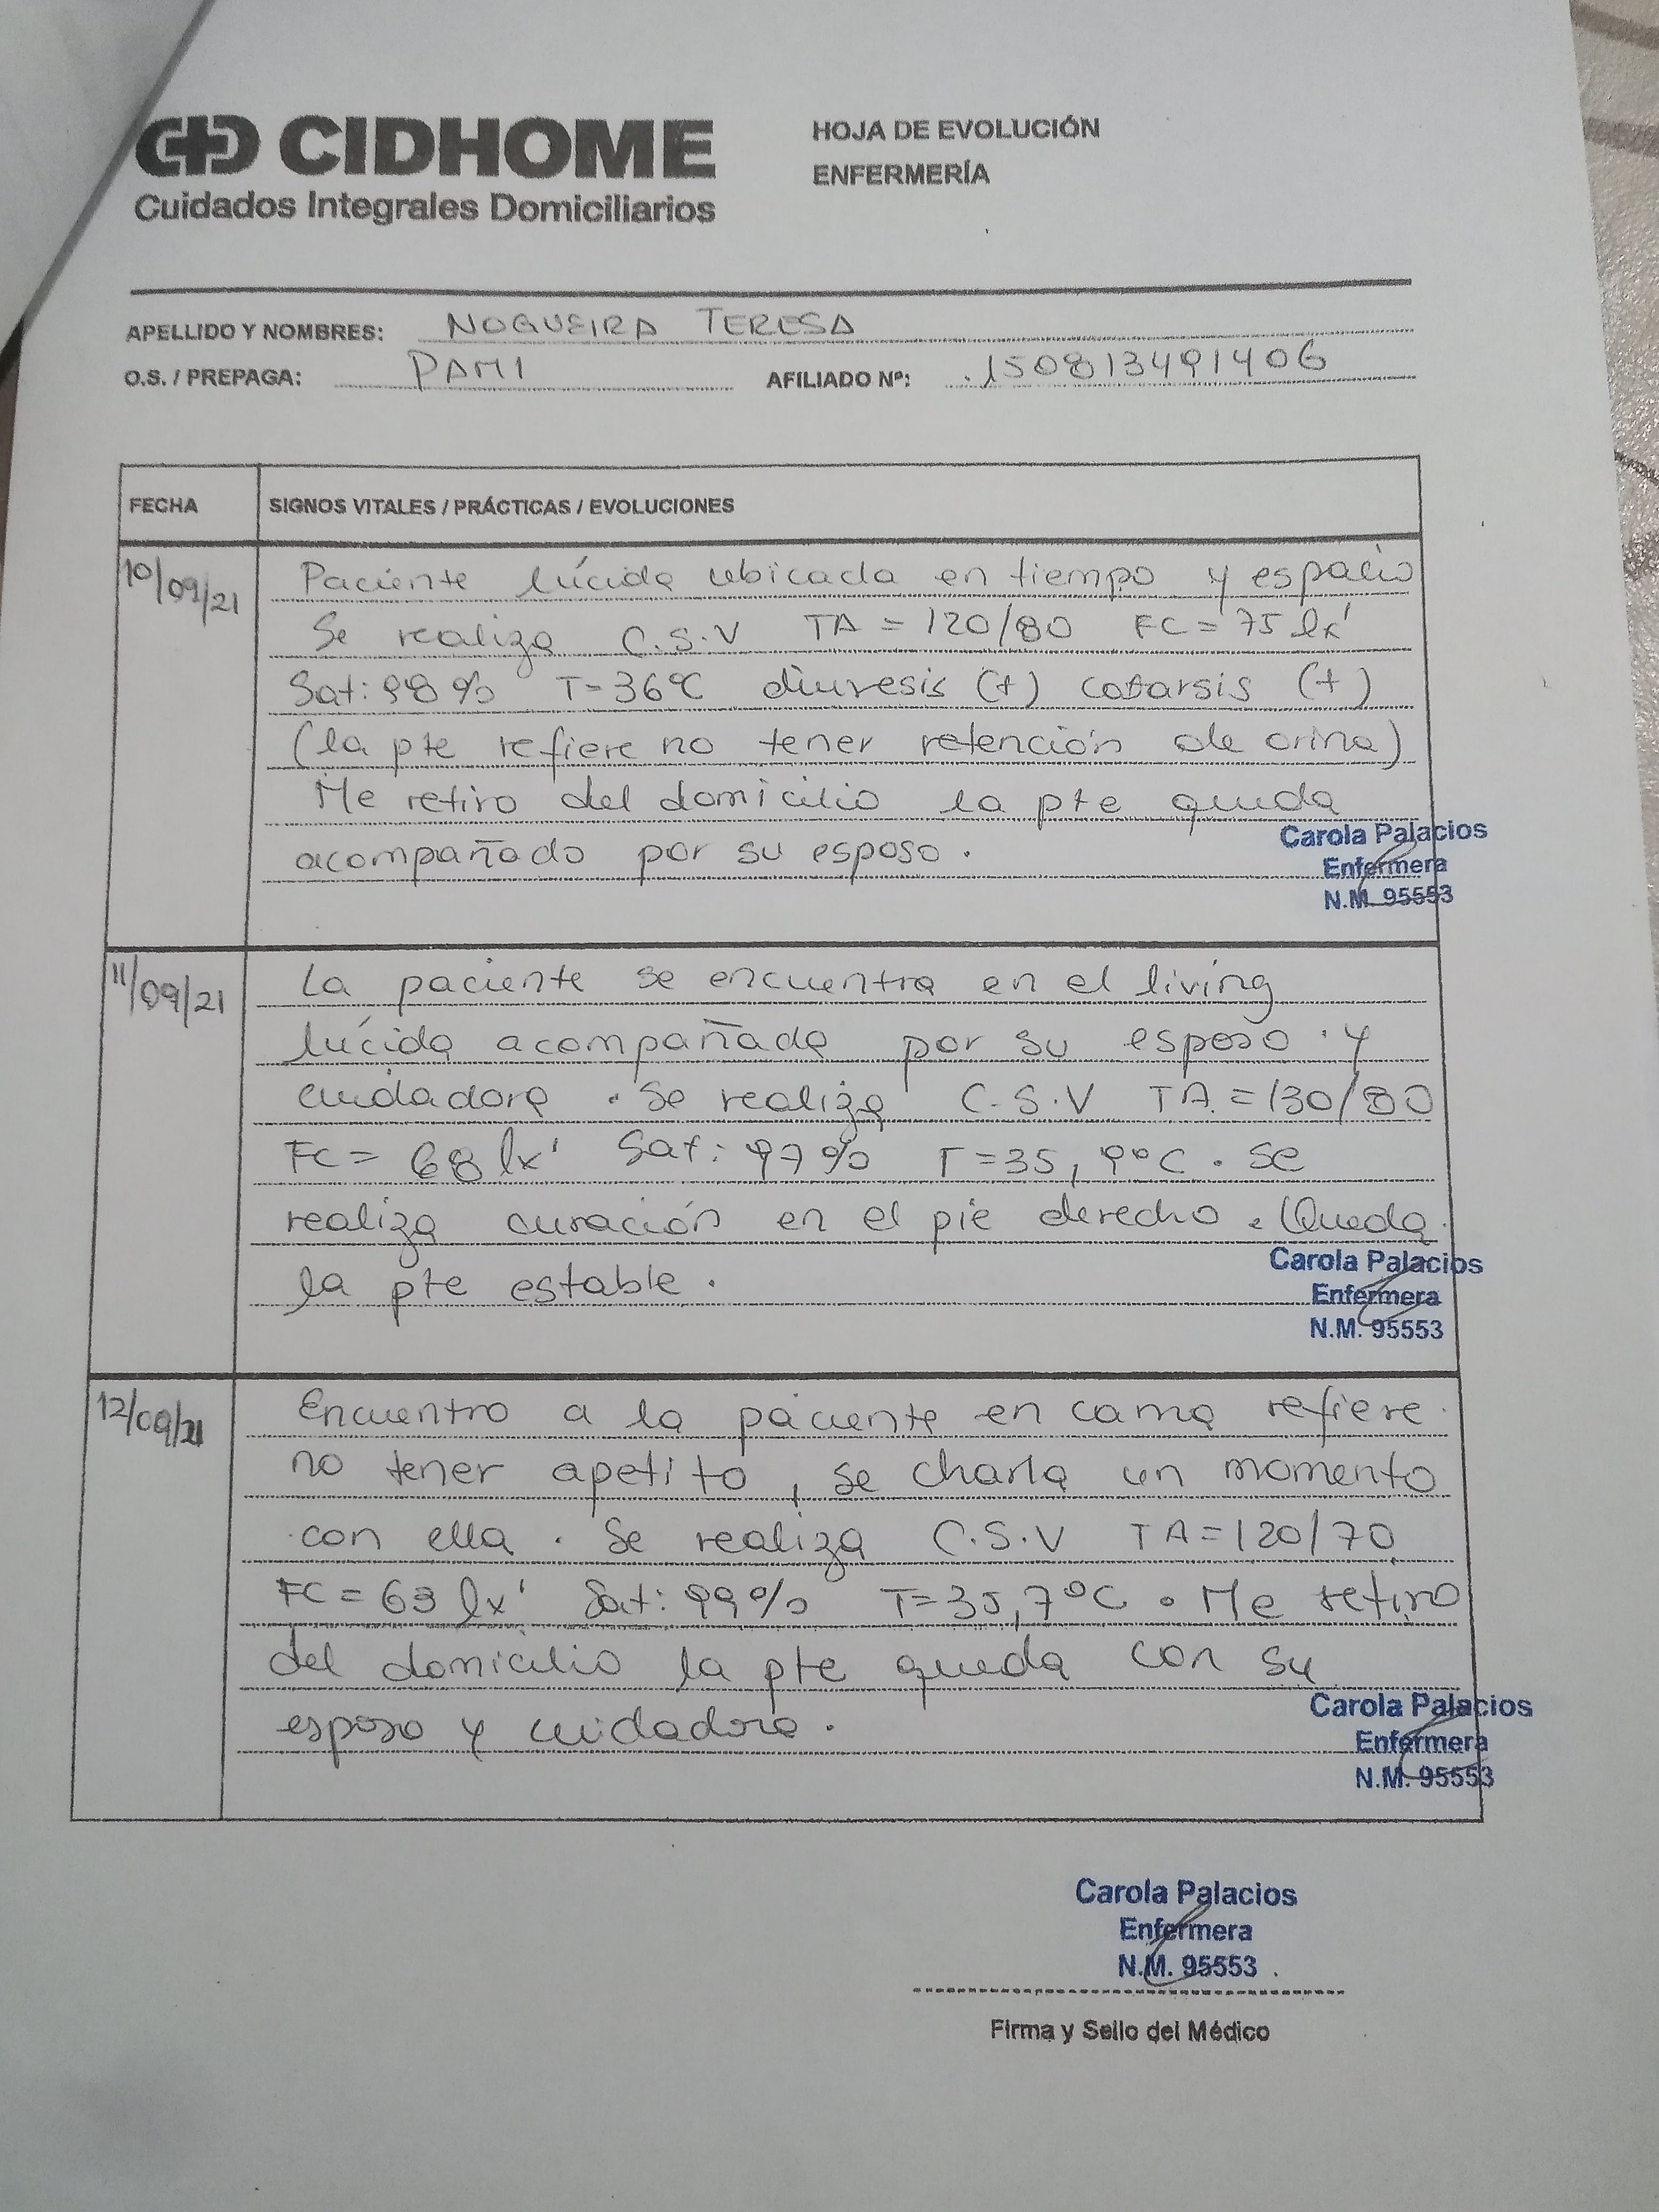 CIDHOME
Cuidados Integrales Domiciliarios
HOJA DE EVOLUCIÓN
ENFERMERÍA
APELLIDO Y NOMBRES: NOGUEIRA TERESA
O.S. / PREPAGA: PAMI AFILIADO Nº: 150813491406
FECHA SIGNOS VITALES / PRÁCTICAS / EVOLUCIONES
10/09/21 Paciente lúcida ubicada en tiempo y espacio
Se realiza C.S.V TA = 120/80 FC = 75 lx'
Sat: 98% T=36ºC diuresis (+) catarsis (+)
(la pte refiere no tener retención de orina)
Me retiro del domicilio la pte queda
acompañado por su esposo.
Carola Palacios
Enfermera
N.M. 95553
11/09/21 La paciente se encuentra en el living
lúcida acompañada por su esposo y
cuidadora. Se realiza C.S.V TA = 130/80
FC = 68 lx' Sat: 97% T=35,9ºC. Se
realiza curación en el pie derecho. Queda
la pte estable.
Carola Palacios
Enfermera
N.M. 95553
12/09/21 Encuentro a la paciente en cama refiere
no tener apetito, se charla un momento
con ella. Se realiza C.S.V TA=120/70
FC = 63 lx' Sat: 99% T=35,7ºC. Me retiro
del domicilio la pte queda con su
esposo y cuidadora.
Carola Palacios
Enfermera
N.M. 95553
Carola Palacios
Enfermera
N.M. 95553
Firma y Sello del Médico